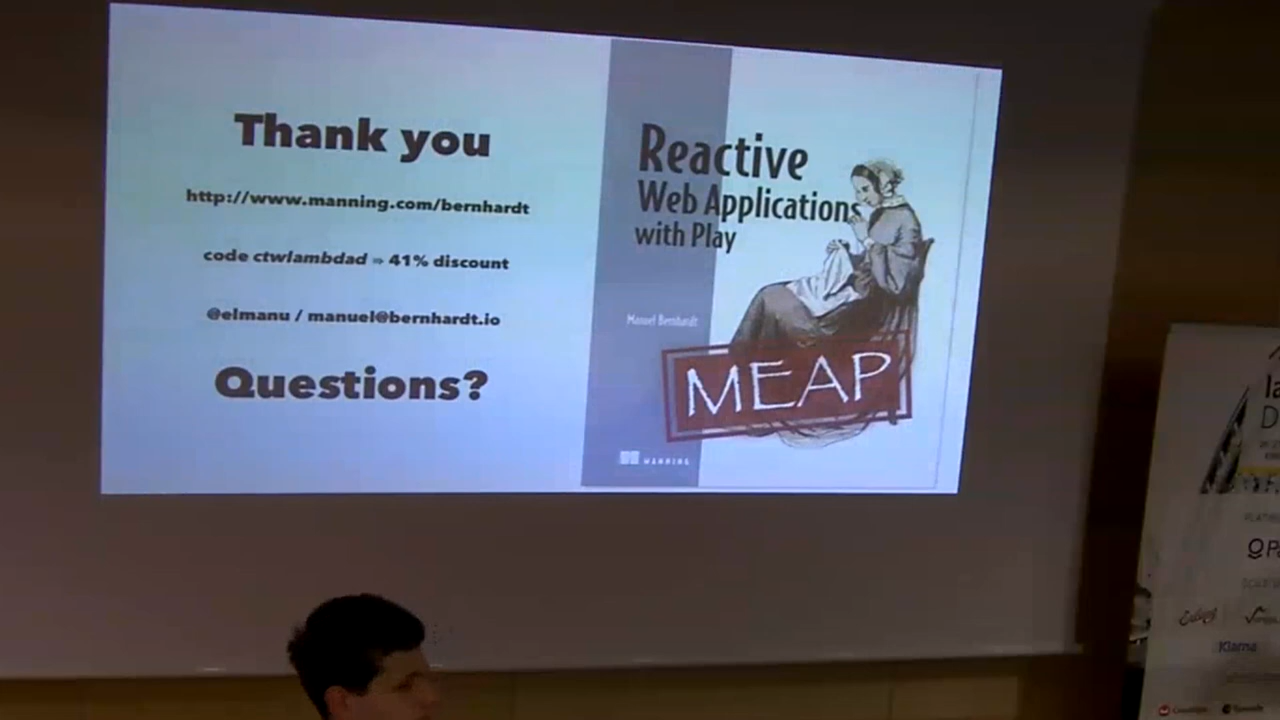 Thank you
http://www.manning.com/bernhardt
code ctwlambdad ⇒ 41% discount
@elmanu / manuel@bernhardt.io
Questions?
Reactive
Web Applications
with Play
Manuel Bernhardt
MEAP
MANNING
Klarna